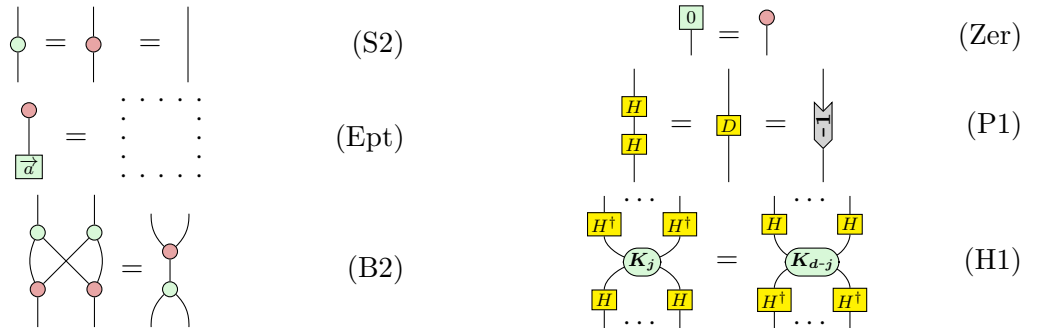 = = (S2)
0 = (Zer)
a⃗ = (Ept)
H H = D = -1 (P1)
= (B2)
... ...
H† H† H H
K_j = K_{d-j} (H1)
H H H† H†
... ...